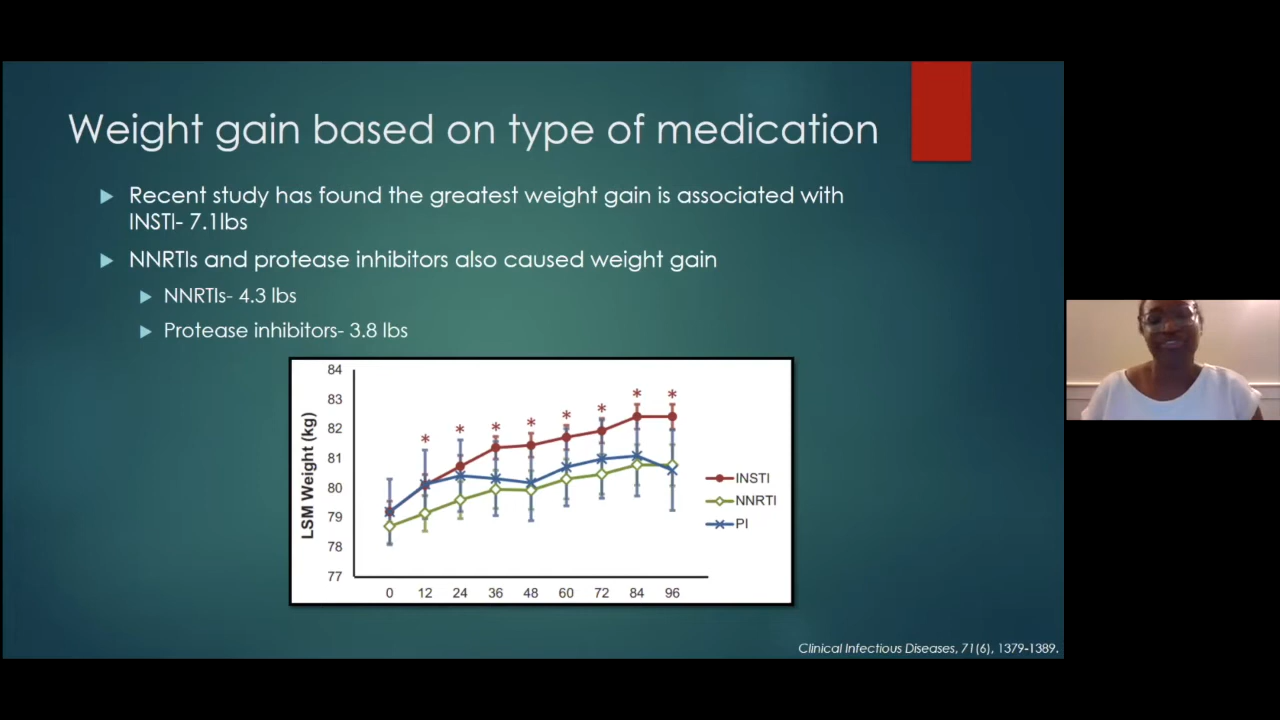 Weight gain based on type of medication
Recent study has found the greatest weight gain is associated with
INSTI- 7.1lbs
NNRTIs and protease inhibitors also caused weight gain
NNRTIs- 4.3 lbs
Protease inhibitors- 3.8 lbs
84
83
82
81
80
79
78
77
LSM Weight (kg)
* * * * * * * *
INSTI
NNRTI
PI
0 12 24 36 48 60 72 84 96
Clinical Infectious Diseases, 71(6), 1379-1389.